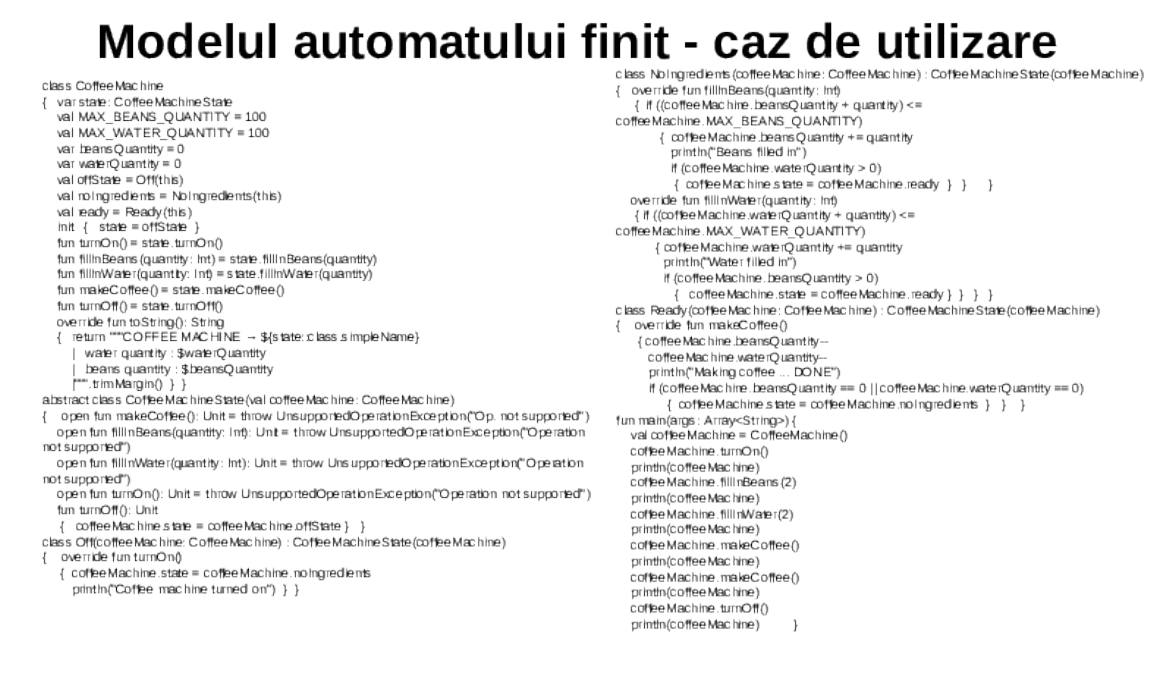 Modelul automatului finit - caz de utilizare
class CoffeeMachine
{ var state: CoffeeMachineState
val MAX_BEANS_QUANTITY = 100
val MAX_WATER_QUANTITY = 100
var beansQuantity = 0
var waterQuantity = 0
val offState = Off(this)
val noIngredients = NoIngredients(this)
val ready = Ready(this)
init { state = offState }
fun turnOn() = state.turnOn()
fun fillInBeans(quantity: Int) = state.fillInBeans(quantity)
fun fillInWater(quantity: Int) = state.fillInWater(quantity)
fun makeCoffee() = state.makeCoffee()
fun turnOff() = state.turnOff()
override fun toString(): String
{ return """COFFEE MACHINE → ${state::class.simpleName}
| water quantity : $waterQuantity
| beans quantity : $beansQuantity
|""".trimMargin() } }
abstract class CoffeeMachineState(val coffeeMachine: CoffeeMachine)
{ open fun makeCoffee(): Unit = throw UnsupportedOperationException("Op. not supported")
open fun fillInBeans(quantity: Int): Unit = throw UnsupportedOperationException("Operation
not supported")
open fun fillInWater(quantity: Int): Unit = throw UnsupportedOperationException("Operation
not supported")
open fun turnOn(): Unit = throw UnsupportedOperationException("Operation not supported")
fun turnOff(): Unit
{ coffeeMachine.state = coffeeMachine.offState } }
class Off(coffeeMachine: CoffeeMachine) : CoffeeMachineState(coffeeMachine)
{ override fun turnOn()
{ coffeeMachine.state = coffeeMachine.noIngredients
println("Coffee machine turned on") } }
class NoIngredients(coffeeMachine: CoffeeMachine) : CoffeeMachineState(coffeeMachine)
{ override fun fillInBeans(quantity: Int)
{ if ((coffeeMachine.beansQuantity + quantity) <=
coffeeMachine.MAX_BEANS_QUANTITY)
{ coffeeMachine.beansQuantity += quantity
println("Beans filled in")
if (coffeeMachine.waterQuantity > 0)
{ coffeeMachine.state = coffeeMachine.ready } } }
override fun fillInWater(quantity: Int)
{ if ((coffeeMachine.waterQuantity + quantity) <=
coffeeMachine.MAX_WATER_QUANTITY)
{ coffeeMachine.waterQuantity += quantity
println("Water filled in")
if (coffeeMachine.beansQuantity > 0)
{ coffeeMachine.state = coffeeMachine.ready } } } }
class Ready(coffeeMachine: CoffeeMachine) : CoffeeMachineState(coffeeMachine)
{ override fun makeCoffee()
{ coffeeMachine.beansQuantity--
coffeeMachine.waterQuantity--
println("Making coffee ... DONE")
if (coffeeMachine.beansQuantity == 0 || coffeeMachine.waterQuantity == 0)
{ coffeeMachine.state = coffeeMachine.noIngredients } } }
fun main(args : Array<String>) {
val coffeeMachine = CoffeeMachine()
coffeeMachine.turnOn()
println(coffeeMachine)
coffeeMachine.fillInBeans(2)
println(coffeeMachine)
coffeeMachine.fillInWater(2)
println(coffeeMachine)
coffeeMachine.makeCoffee()
println(coffeeMachine)
coffeeMachine.makeCoffee()
println(coffeeMachine)
coffeeMachine.turnOff()
println(coffeeMachine) }